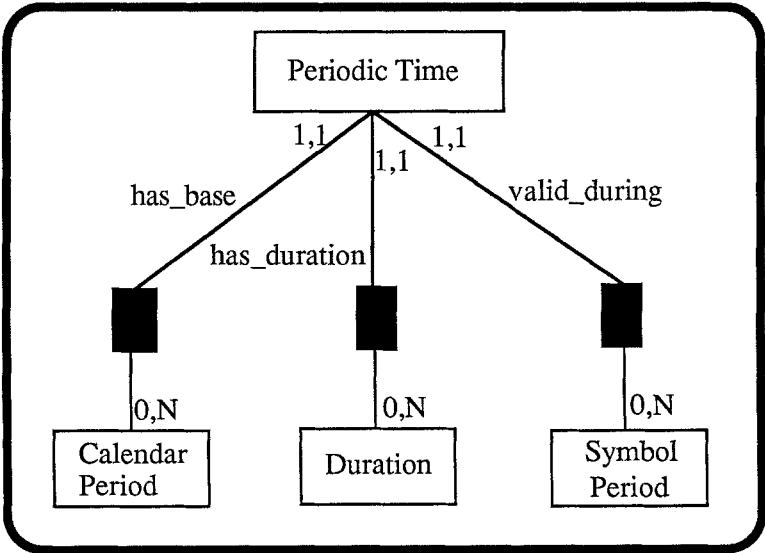 Periodic Time
1,1
1,1
1,1
has_base
valid_during
has_duration
0,N
0,N
0,N
Calendar
Period
Duration
Symbol
Period